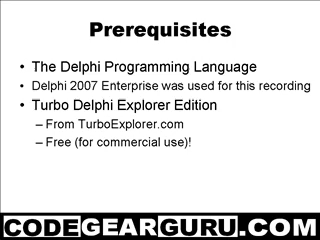 Prerequisites
• The Delphi Programming Language
• Delphi 2007 Enterprise was used for this recording
• Turbo Delphi Explorer Edition
– From TurboExplorer.com
– Free (for commercial use)!
CODEGEARGURU.COM